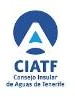 CIATF
Consejo Insular
de Aguas de Tenerife